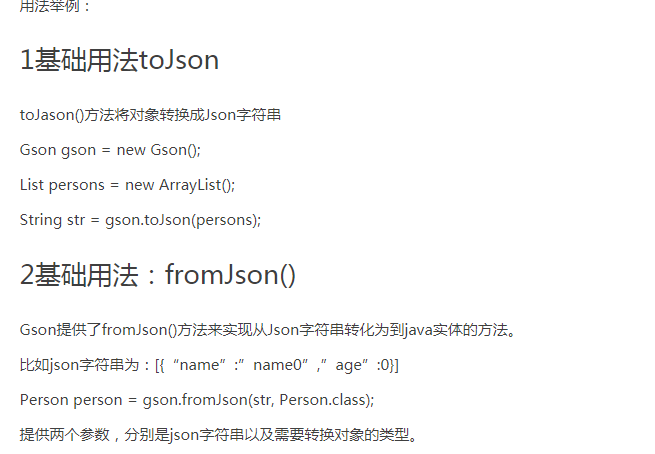 用法举例：
1基础用法toJson
toJason()方法将对象转换成Json字符串
Gson gson = new Gson();
List persons = new ArrayList();
String str = gson.toJson(persons);
2基础用法：fromJson()
Gson提供了fromJson()方法来实现从Json字符串转化为到java实体的方法。
比如json字符串为：[{“name”:”name0”,”age”:0}]
Person person = gson.fromJson(str, Person.class);
提供两个参数，分别是json字符串以及需要转换对象的类型。